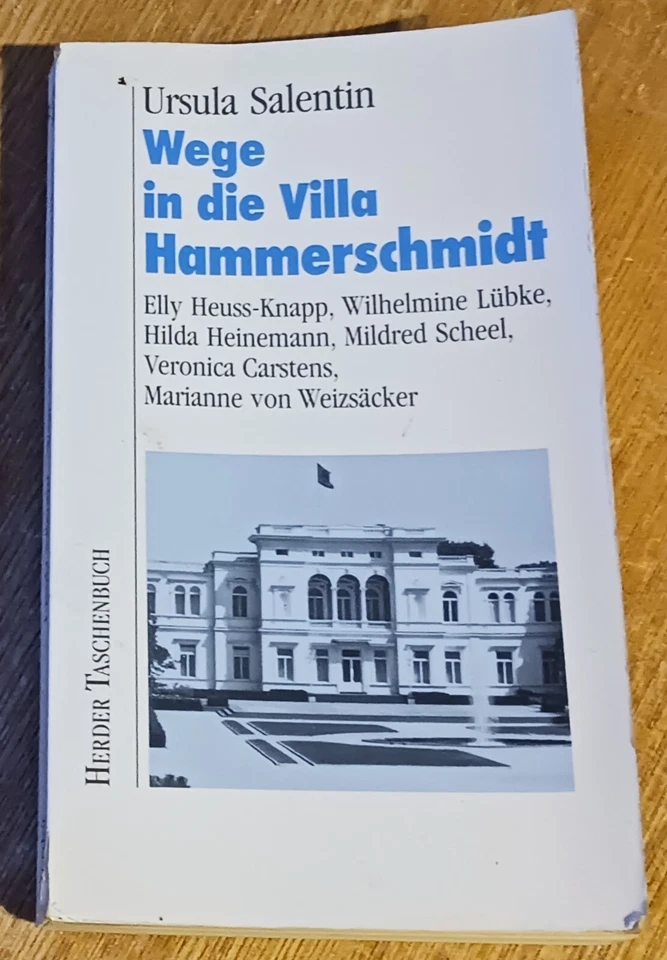 Ursula Salentin
Wege
in die Villa
Hammerschmidt
Elly Heuss-Knapp, Wilhelmine Lübke,
Hilda Heinemann, Mildred Scheel,
Veronica Carstens,
Marianne von Weizsäcker
HERDER TASCHENBUCH